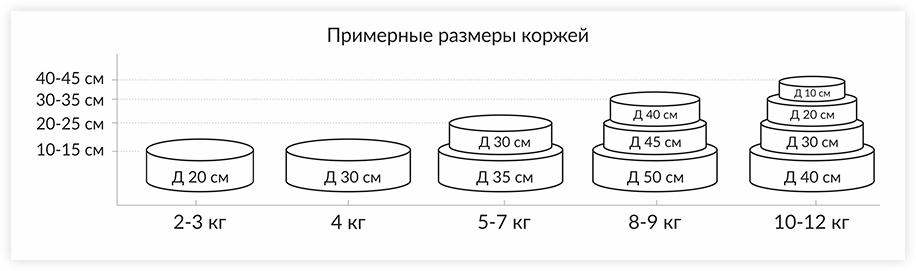 Примерные размеры коржей
40-45 см
30-35 см
20-25 см
10-15 см
Д 20 см
Д 30 см
Д 30 см
Д 35 см
Д 40 см
Д 45 см
Д 50 см
Д 10 см
Д 20 см
Д 30 см
Д 40 см
2-3 кг
4 кг
5-7 кг
8-9 кг
10-12 кг